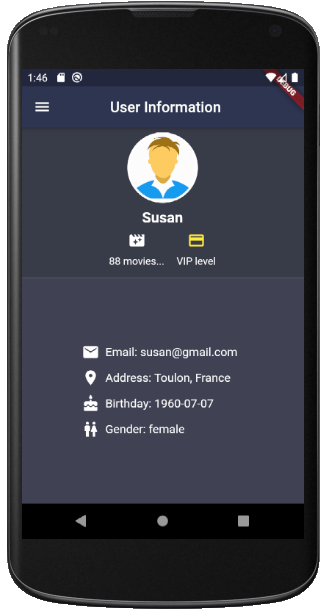 1:46
DEBUG
User Information
Susan
88 movies...
VIP level
Email: susan@gmail.com
Address: Toulon, France
Birthday: 1960-07-07
Gender: female